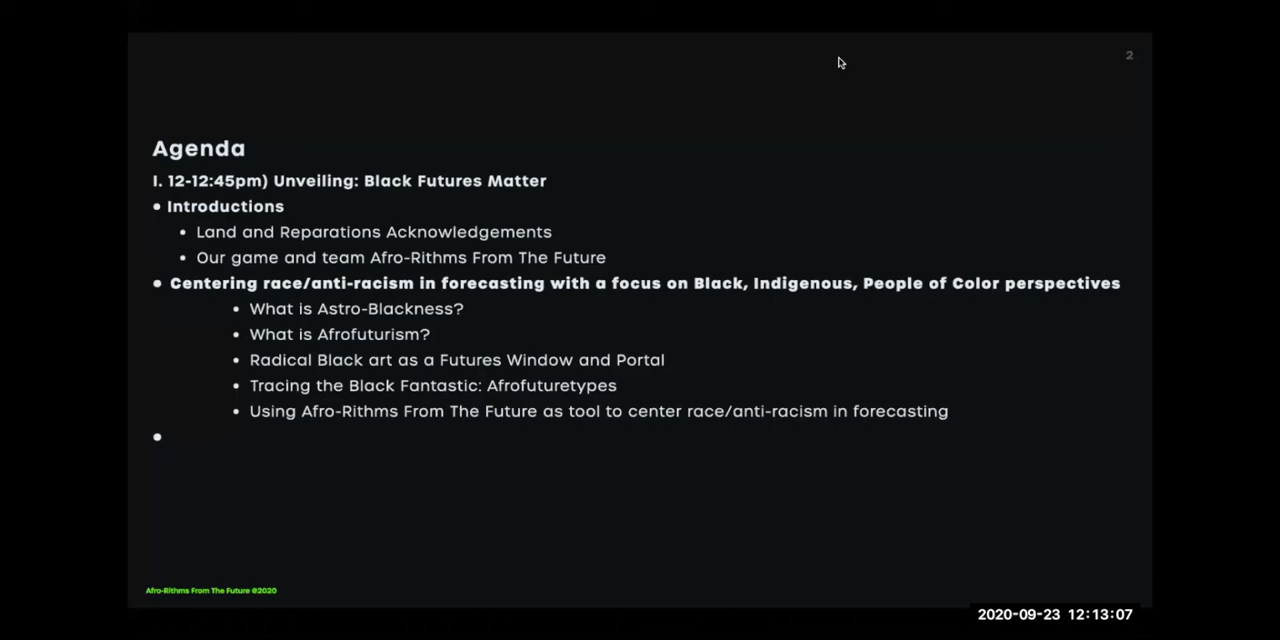 2
Agenda
I. 12-12:45pm) Unveiling: Black Futures Matter
• Introductions
• Land and Reparations Acknowledgements
• Our game and team Afro-Rithms From The Future
• Centering race/anti-racism in forecasting with a focus on Black, Indigenous, People of Color perspectives
• What is Astro-Blackness?
• What is Afrofuturism?
• Radical Black art as a Futures Window and Portal
• Tracing the Black Fantastic: Afrofuturetypes
• Using Afro-Rithms From The Future as tool to center race/anti-racism in forecasting
•
Afro-Rithms From The Future @2020
2020-09-23 12:13:07